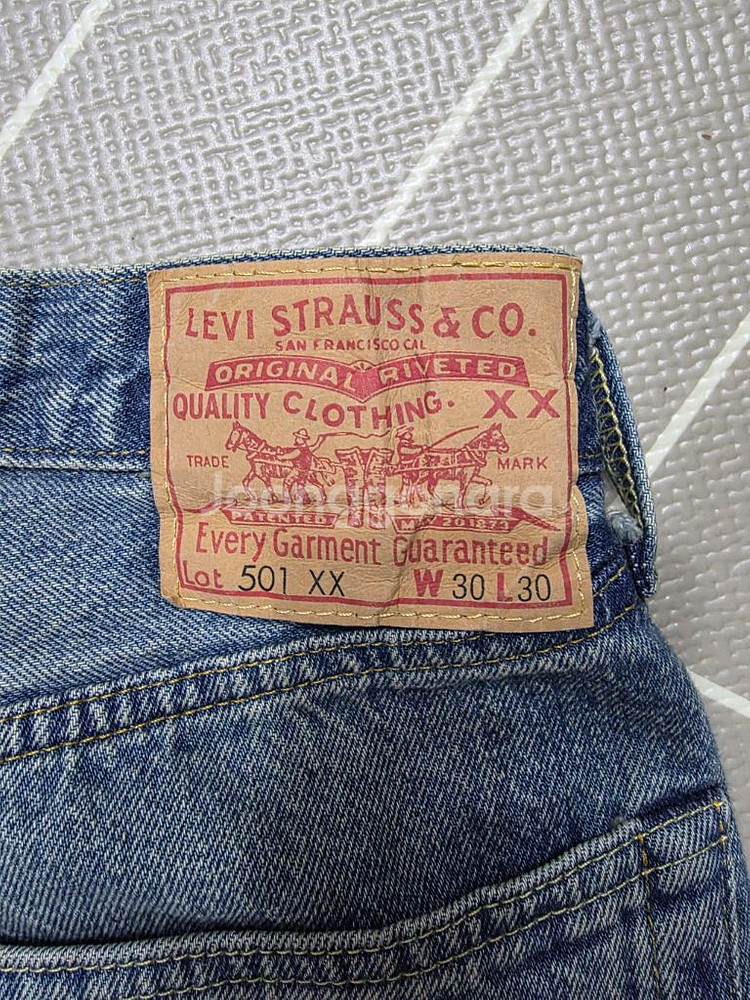 LEVI STRAUSS & CO.
SAN FRANCISCO CAL
ORIGINAL RIVETED
QUALITY CLOTHING. XX
TRADE MARK
Joongnonara
PATENTED MAY 20 1873
Every Garment Guaranteed
Lot 501 XX W 30 L 30